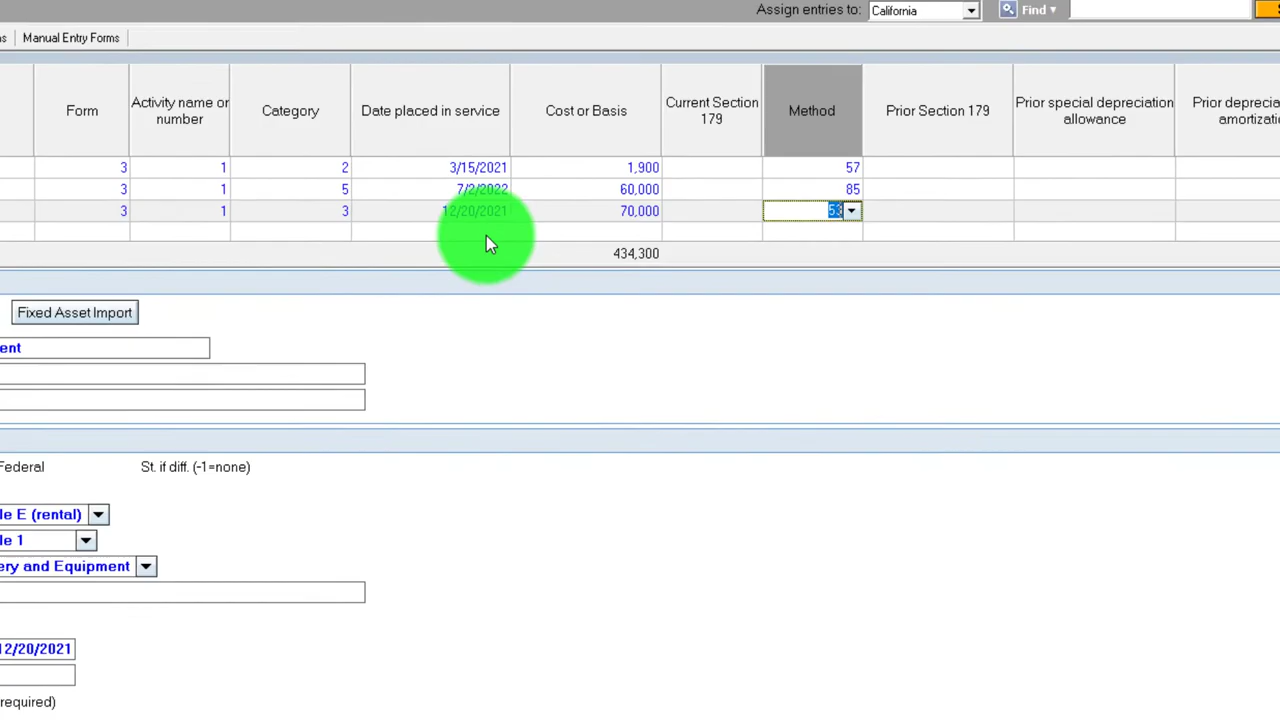 Assign entries to: California Find
ns Manual Entry Forms
Form Activity name or number Category Date placed in service Cost or Basis Current Section 179 Method Prior Section 179 Prior special depreciation allowance
3 1 2 3/15/2021 1,900 57
3 1 5 7/2/2022 60,000 85
3 1 3 12/20/2021 70,000 53
434,300
Fixed Asset Import
ent
Federal St. if diff. (-1=none)
le E (rental)
le 1
ery and Equipment
12/20/2021
required)